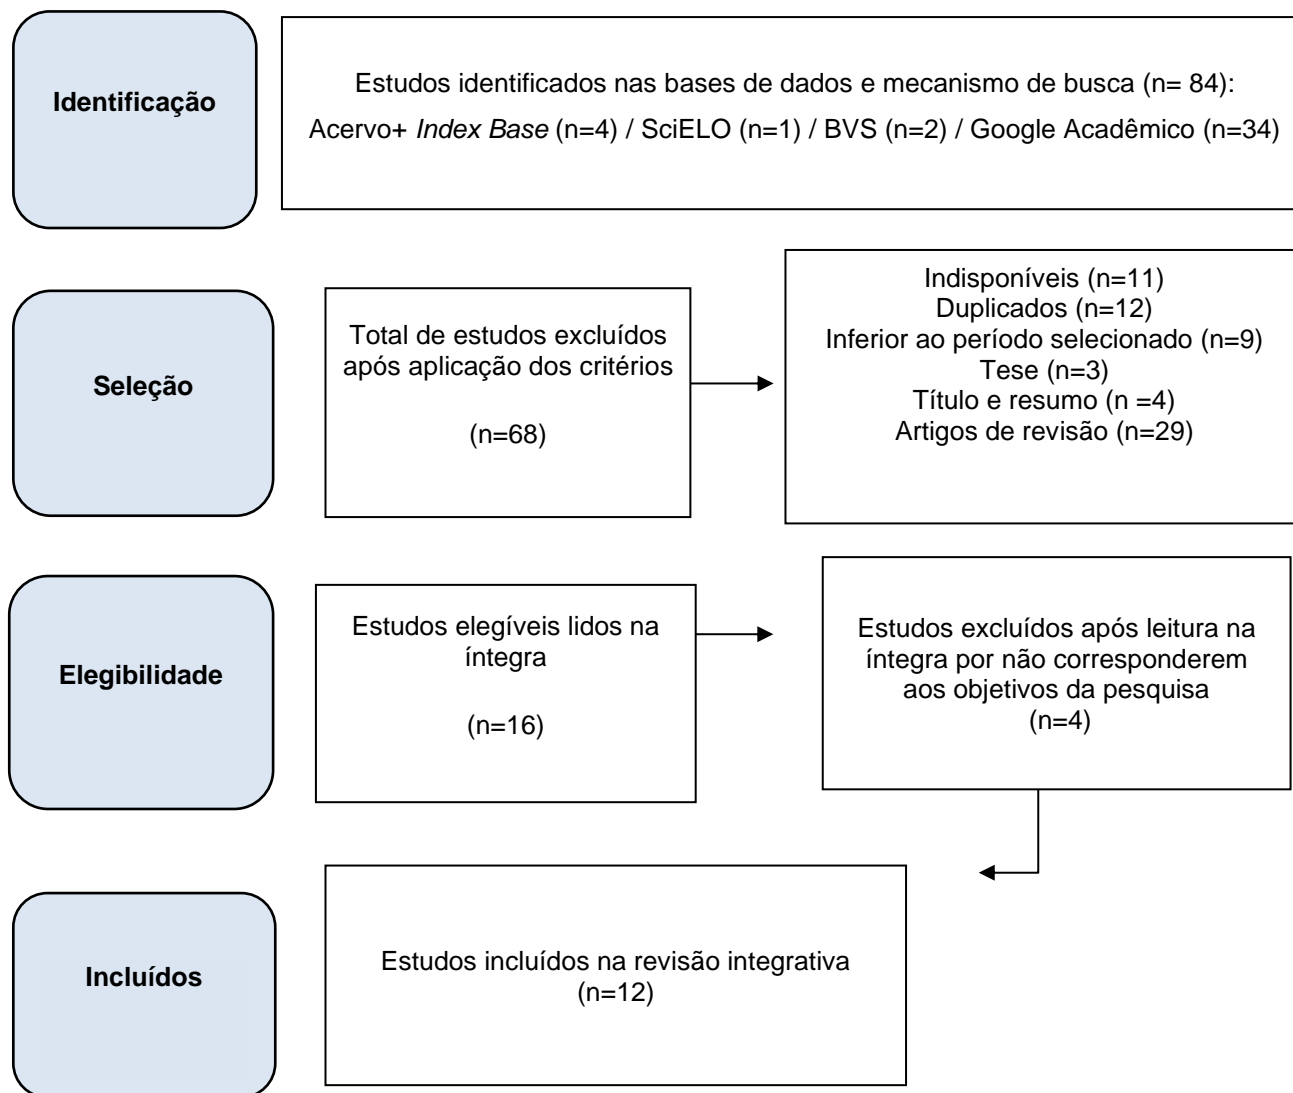 Identificação
Estudos identificados nas bases de dados e mecanismo de busca (n= 84):
Acervo+ Index Base (n=4) / SciELO (n=1) / BVS (n=2) / Google Acadêmico (n=34)
Seleção
Total de estudos excluídos
após aplicação dos critérios
(n=68)
Indisponíveis (n=11)
Duplicados (n=12)
Inferior ao período selecionado (n=9)
Tese (n=3)
Título e resumo (n =4)
Artigos de revisão (n=29)
Elegibilidade
Estudos elegíveis lidos na
íntegra
(n=16)
Estudos excluídos após leitura na
íntegra por não corresponderem
aos objetivos da pesquisa
(n=4)
Incluídos
Estudos incluídos na revisão integrativa
(n=12)